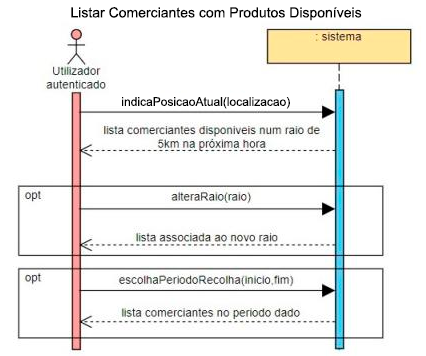 Listar Comerciantes com Produtos Disponíveis
: sistema
Utilizador
autenticado
indicaPosicaoAtual(localizacao)
lista comerciantes disponiveis num raio de
5km na próxima hora
opt
alteraRaio(raio)
lista associada ao novo raio
opt
escolhaPeriodoRecolha(inicio,fim)
lista comerciantes no periodo dado